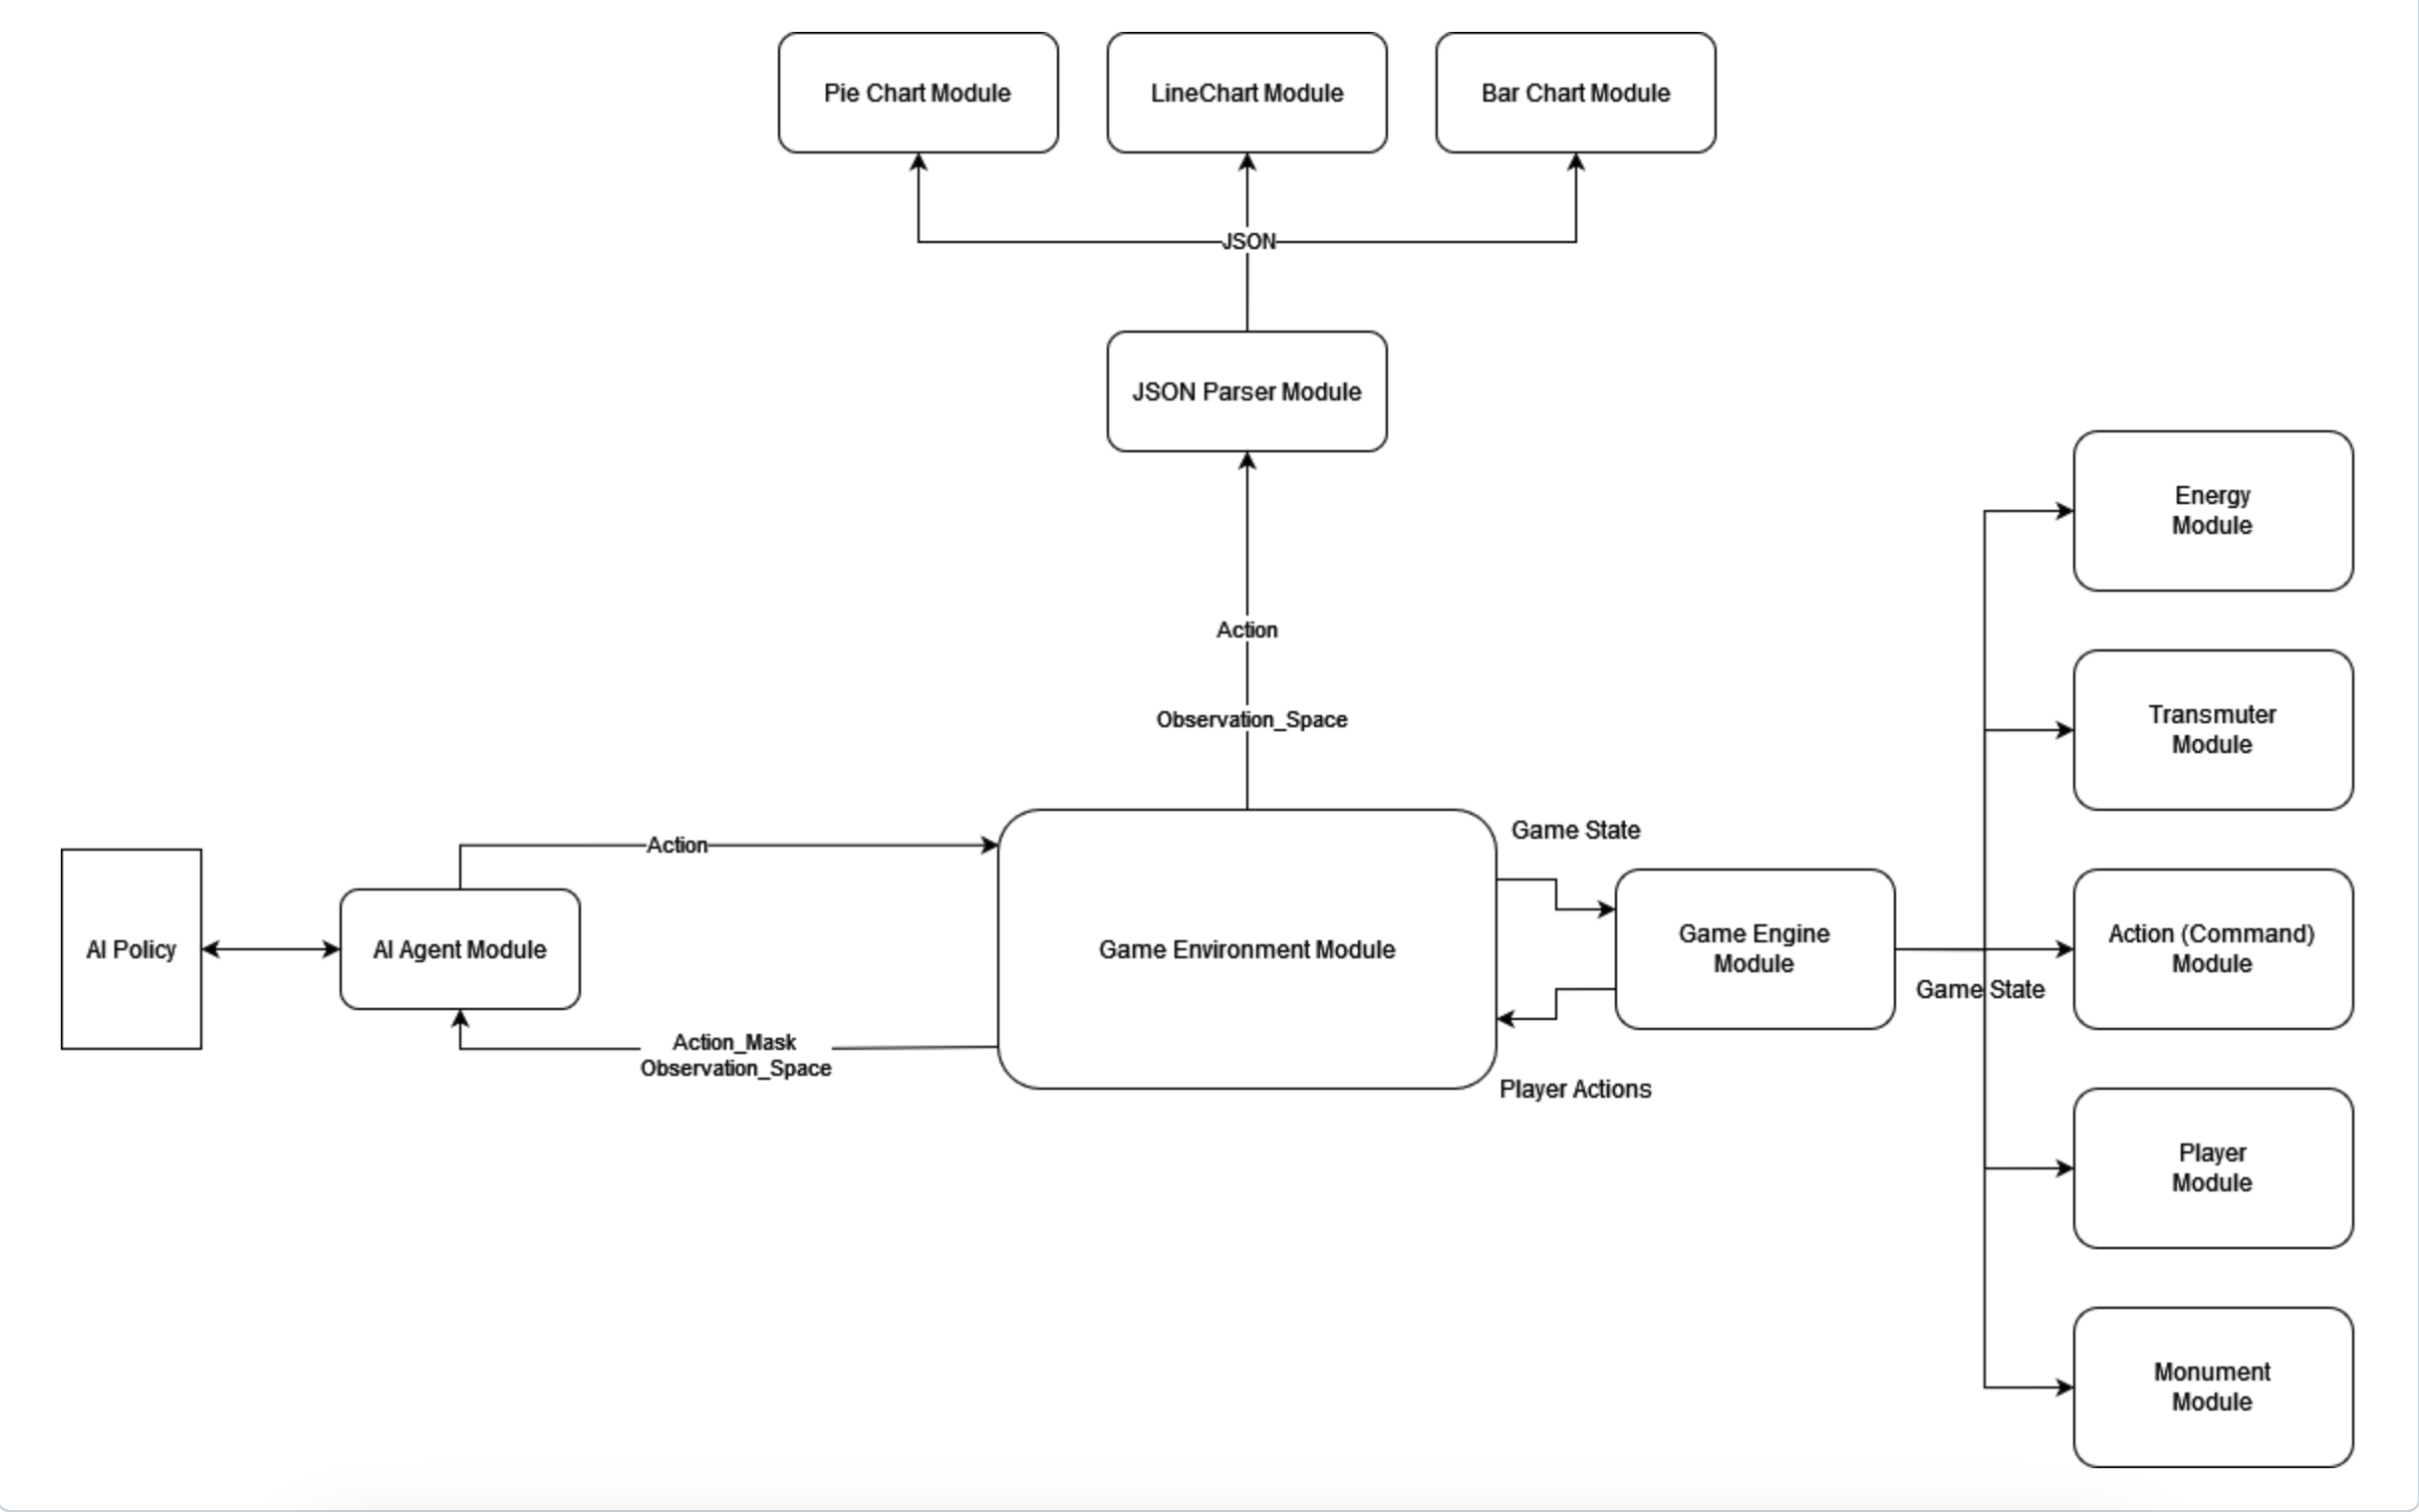 Pie Chart Module
LineChart Module
Bar Chart Module
JSON
JSON Parser Module
Action
Observation_Space
Energy
Module
Transmuter
Module
Game State
Action
AI Policy
AI Agent Module
Game Environment Module
Game Engine
Module
Action (Command)
Module
Game State
Action_Mask
Observation_Space
Player Actions
Player
Module
Monument
Module